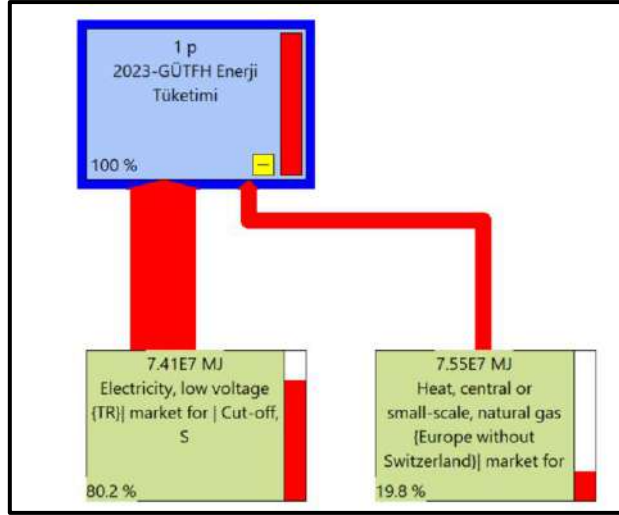 1 p
2023-GÜTFH Enerji
Tüketimi
100 %
7.41E7 MJ
Electricity, low voltage
{TR}| market for | Cut-off,
S
80.2 %
7.55E7 MJ
Heat, central or
small-scale, natural gas
{Europe without
Switzerland}| market for
19.8 %